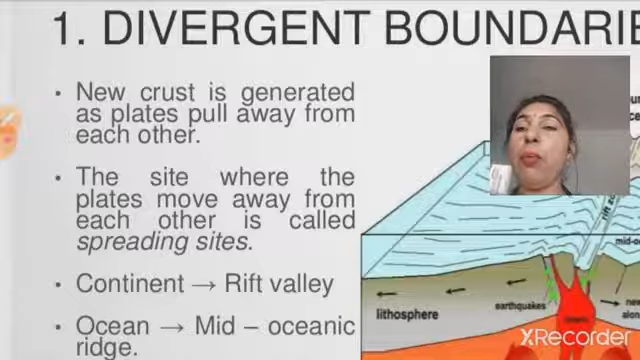 1. DIVERGENT BOUNDARIE
• New crust is generated
as plates pull away from
each other.
• The site where the
plates move away from
each other is called
spreading sites.
• Continent → Rift valley
• Ocean → Mid – oceanic
ridge.
mid-o
lithosphere
earthquakes
new
along
XRecorder